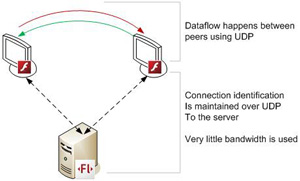 Dataflow happens between
peers using UDP
Connection identification
Is maintained over UDP
To the server
Very little bandwidth is used